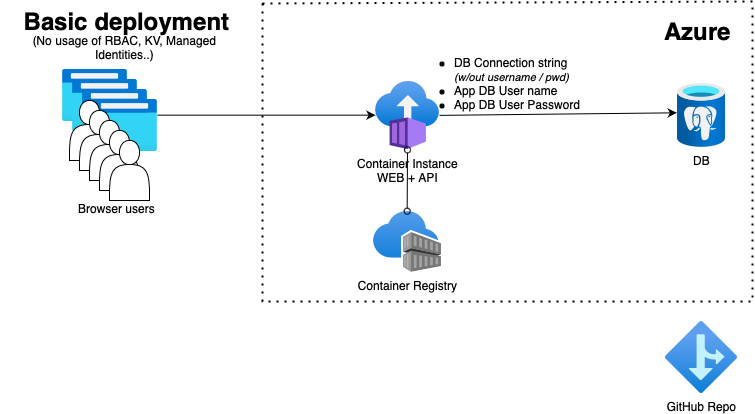 Basic deployment
(No usage of RBAC, KV, Managed
Identities..)
Browser users
Azure
DB Connection string
(w/out username / pwd)
App DB User name
App DB User Password
Container Instance
WEB + API
DB
Container Registry
GitHub Repo